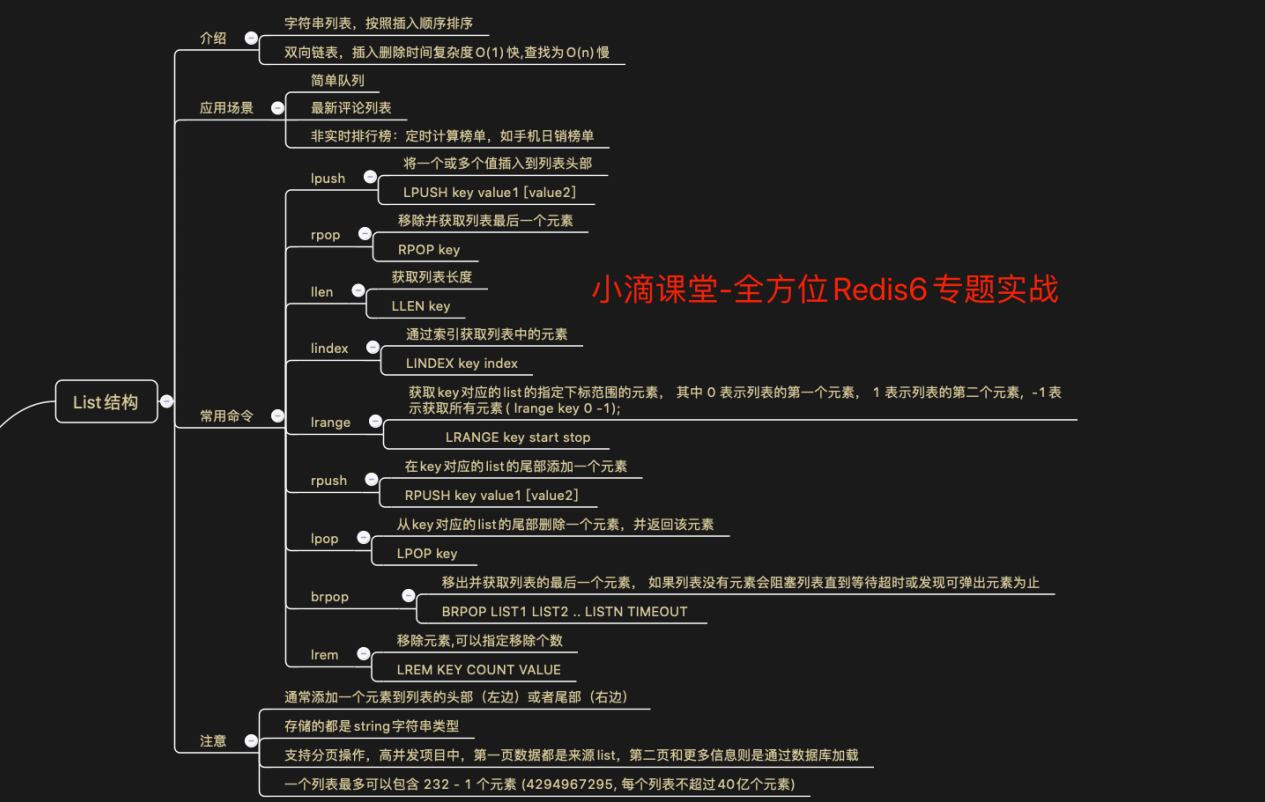 List结构
介绍
字符串列表，按照插入顺序排序
双向链表，插入删除时间复杂度O(1)快,查找为O(n)慢
应用场景
简单队列
最新评论列表
非实时排行榜：定时计算榜单，如手机日销榜单
常用命令
lpush
将一个或多个值插入到列表头部
LPUSH key value1 [value2]
rpop
移除并获取列表最后一个元素
RPOP key
llen
获取列表长度
LLEN key
小滴课堂-全方位Redis6专题实战
lindex
通过索引获取列表中的元素
LINDEX key index
lrange
获取key对应的list的指定下标范围的元素， 其中 0 表示列表的第一个元素， 1 表示列表的第二个元素，-1表
示获取所有元素( lrange key 0 -1);
LRANGE key start stop
rpush
在key对应的list的尾部添加一个元素
RPUSH key value1 [value2]
lpop
从key对应的list的尾部删除一个元素，并返回该元素
LPOP key
brpop
移出并获取列表的最后一个元素， 如果列表没有元素会阻塞列表直到等待超时或发现可弹出元素为止
BRPOP LIST1 LIST2 .. LISTN TIMEOUT
lrem
移除元素,可以指定移除个数
LREM KEY COUNT VALUE
注意
通常添加一个元素到列表的头部（左边）或者尾部（右边）
存储的都是string字符串类型
支持分页操作，高并发项目中，第一页数据都是来源list，第二页和更多信息则是通过数据库加载
一个列表最多可以包含 232 - 1 个元素 (4294967295, 每个列表不超过40亿个元素)